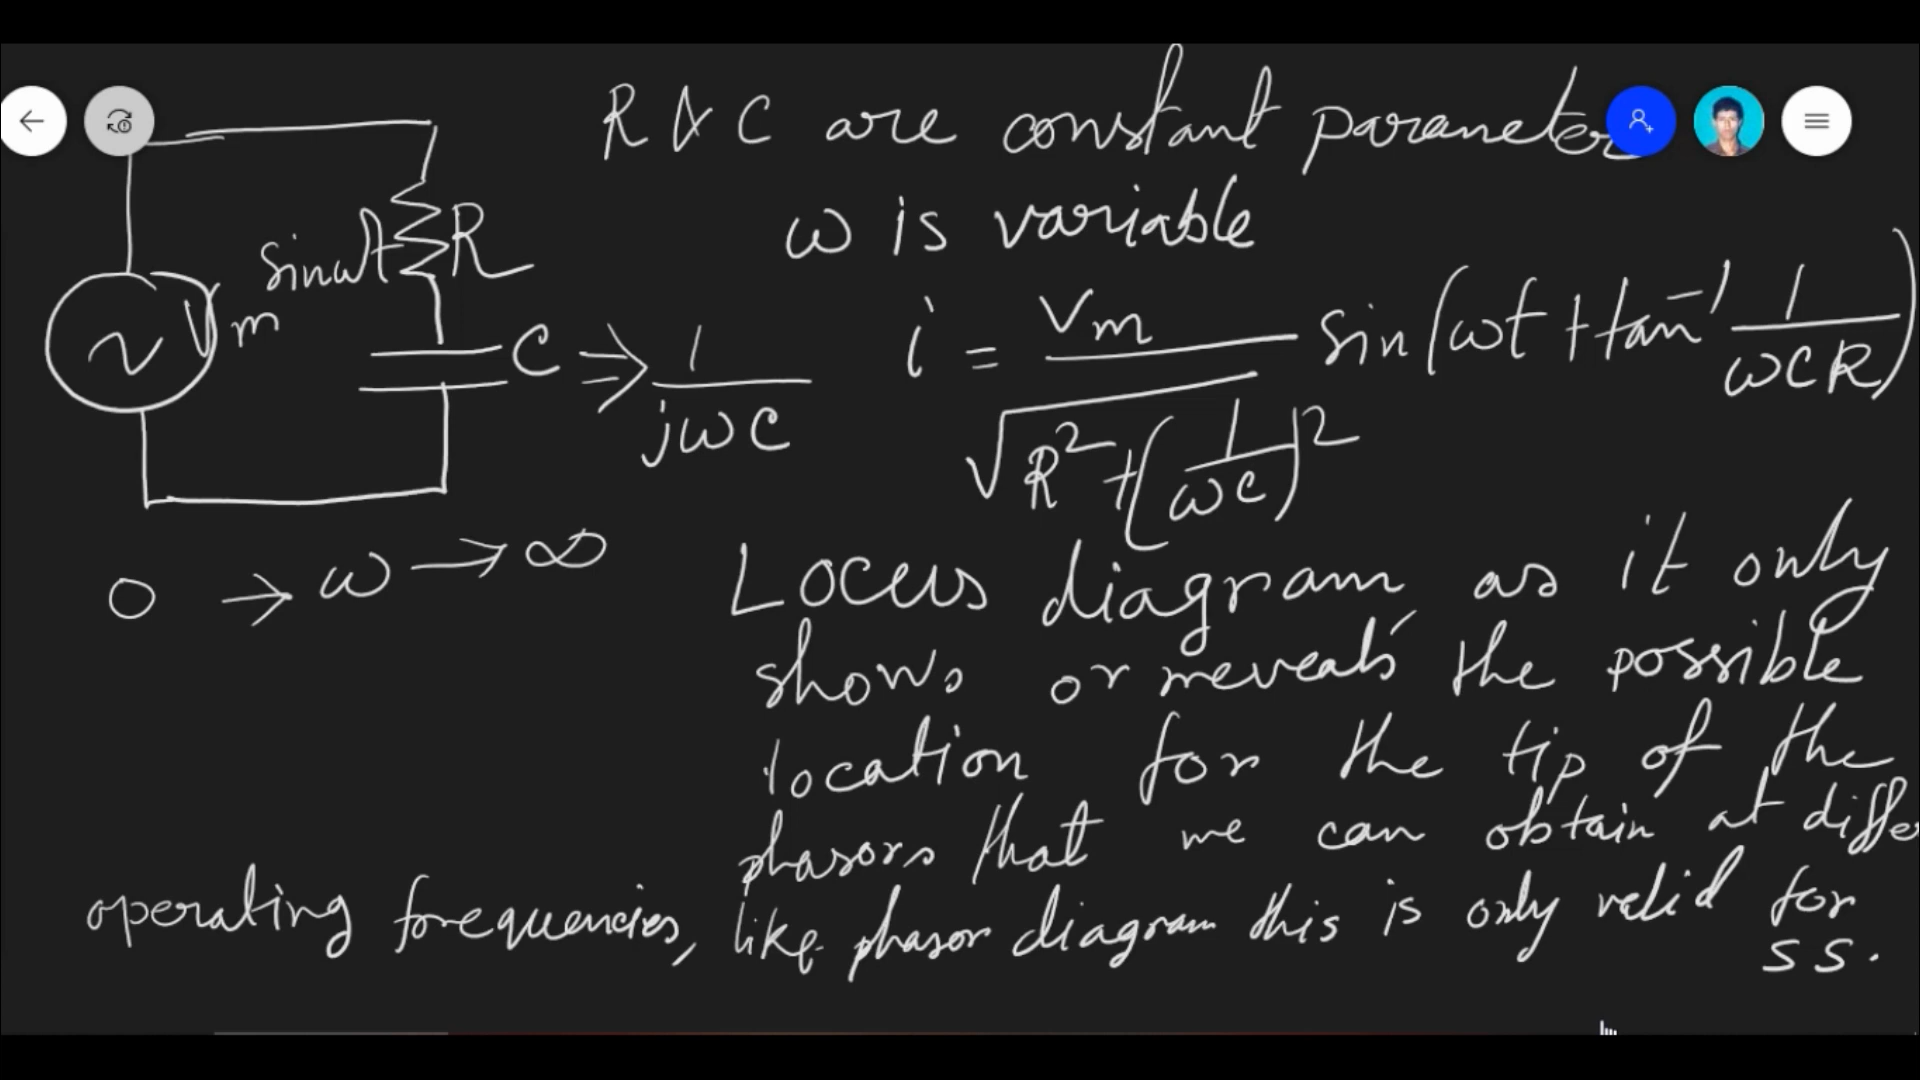 R & C are constant parameter
ω is variable
Vm sinωt
R
C ⇒ 1/jωC
i = Vm/√(R²+(1/ωC)²) sin(ωt + tan⁻¹ 1/ωCR)
0 → ω → ∞
Locus diagram as it only
shows or reveals the possible
location for the tip of the
phasors that we can obtain at diffe
operating frequencies, like phasor diagram this is only valid for
SS.